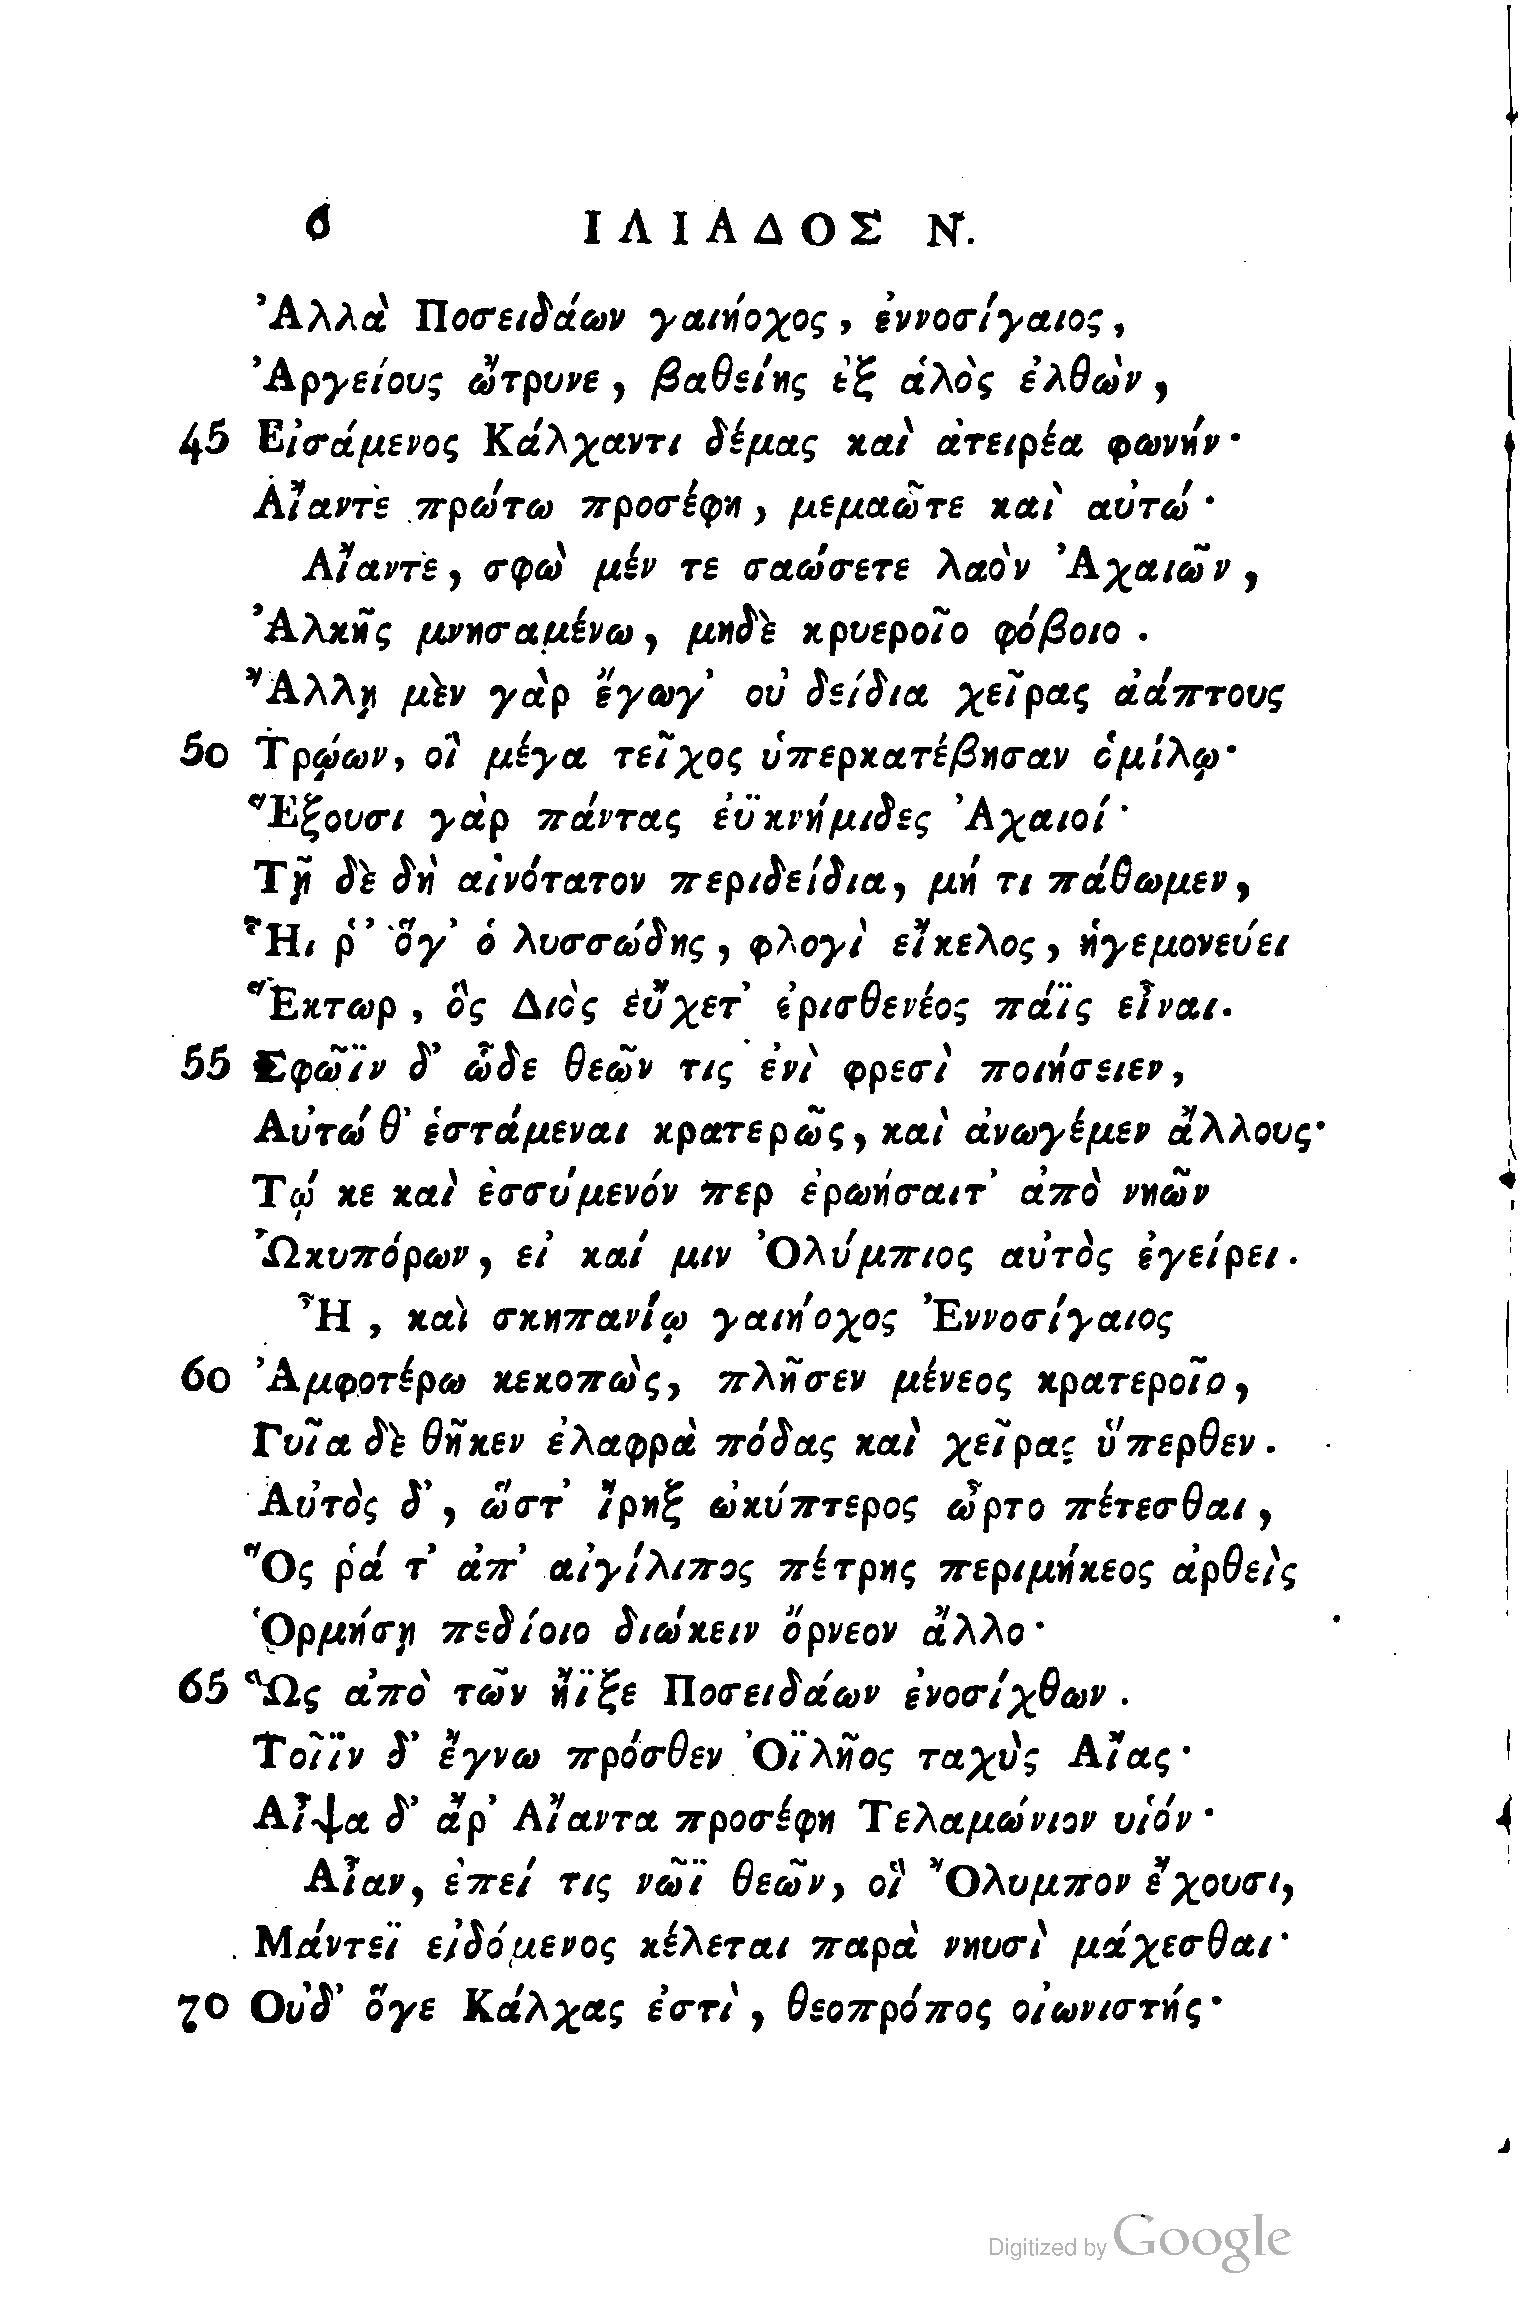 6 ΙΛΙΑΔΟΣ Ν.
Ἀλλὰ Ποσειδάων γαιήοχος, ἐννοσίγαιος,
Ἀργείους ὤτρυνε, βαθείης ἐξ ἁλὸς ἐλθὼν,
45 Εἰσάμενος Κάλχαντι δέμας καὶ ἀτειρέα φωνήν·
Αἴαντὲ πρώτω προσέφη, μεμαῶτε καὶ αὐτώ·
Αἴαντὲ, σφὼ μέν τε σαώσετε λαὸν Ἀχαιῶν,
Ἀλκῆς μνησαμένω, μηδὲ κρυεροῖο φόβοιο.
Ἄλλῃ μὲν γὰρ ἔγωγ’ οὐ δείδια χεῖρας ἀάπτους
50 Τρώων, οἳ μέγα τεῖχος ὑπερκατέβησαν ὁμίλῳ·
Ἕξουσι γὰρ πάντας ἐϋκνήμιδες Ἀχαιοί·
Τῇ δὲ δὴ αἰνότατον περιδείδια, μή τι πάθωμεν,
Ἧι ῥ’ ὅγ’ ὁ λυσσώδης, φλογὶ εἴκελος, ἡγεμονεύει
Ἕκτωρ, ὃς Διὸς εὔχετ’ ἐρισθενέος πάϊς εἶναι.
55 Σφῶϊν δ’ ὧδε θεῶν τις ἐνὶ φρεσὶ ποιήσειεν,
Αὐτώ θ’ ἑστάμεναι κρατερῶς, καὶ ἀνωγέμεν ἄλλους·
Τῴ κε καὶ ἐσσύμενόν περ ἐρωήσαιτ’ ἀπὸ νηῶν
Ὠκυπόρων, εἰ καί μιν Ὀλύμπιος αὐτὸς ἐγείρει.
Ἦ, καὶ σκηπανίῳ γαιήοχος Ἐννοσίγαιος
60 Ἀμφοτέρω κεκοπὼς, πλῆσεν μένεος κρατεροῖο,
Γυῖα δὲ θῆκεν ἐλαφρὰ πόδας καὶ χεῖρας ὕπερθεν.
Αὐτὸς δ’, ὥστ’ ἴρηξ ὠκύπτερος ὦρτο πέτεσθαι,
Ὅς ῥά τ’ ἀπ’ αἰγίλιπος πέτρης περιμήκεος ἀρθεὶς
Ὁρμήσῃ πεδίοιο διώκειν ὄρνεον ἄλλο·
65 Ὣς ἀπὸ τῶν ἤϊξε Ποσειδάων ἐνοσίχθων.
Τοῖϊν δ’ ἔγνω πρόσθεν Ὀϊλῆος ταχὺς Αἴας·
Αἶψα δ’ ἄρ’ Αἴαντα προσέφη Τελαμώνιον υἱόν·
Αἶαν, ἐπεί τις νῶϊ θεῶν, οἳ Ὄλυμπον ἔχουσι,
Μάντεϊ εἰδόμενος κέλεται παρὰ νηυσὶ μάχεσθαι·
70 Οὐδ’ ὅγε Κάλχας ἐστὶ, θεοπρόπος οἰωνιστής·
Digitized by Google